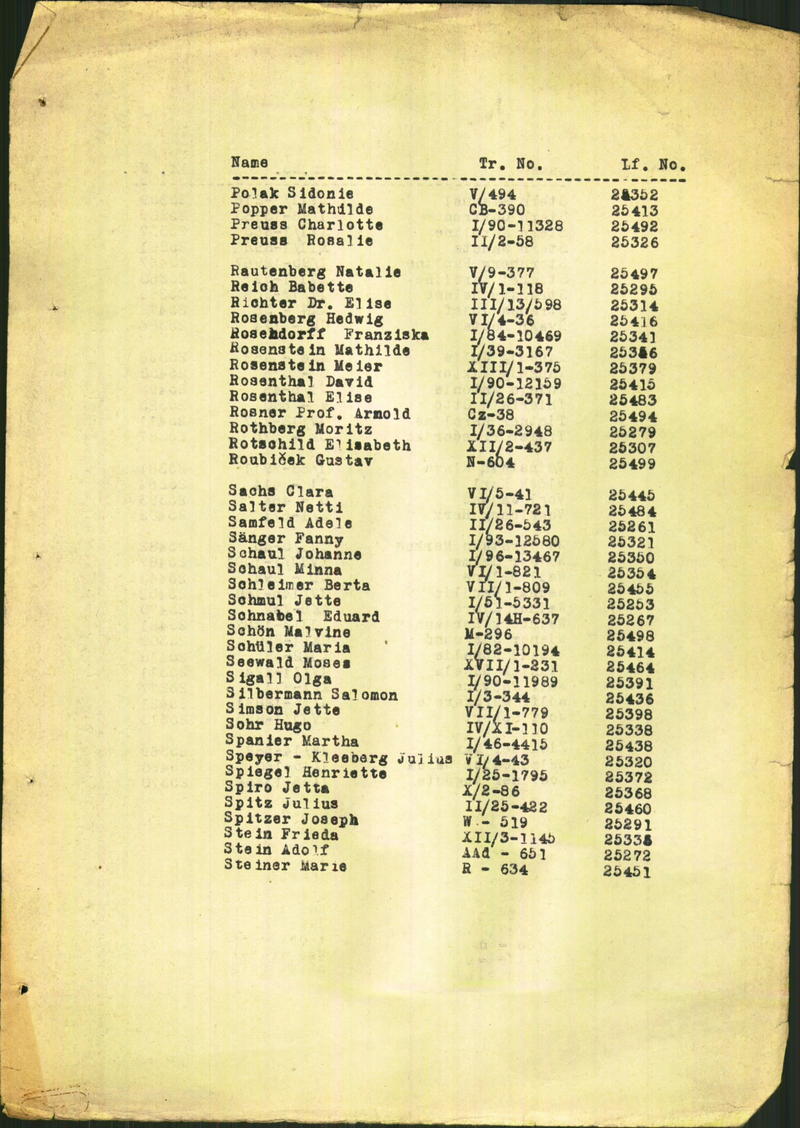 Name Tr. No. Lf. No.
Polak Sidonie V/494 25352
Popper Mathilde CB-390 25413
Preuss Charlotte I/90-11328 25492
Preuss Rosalie II/2-58 25326
Rautenberg Natalie V/9-377 25497
Reich Babette IV/1-118 25295
Richter Dr. Elise III/13/598 25314
Rosenberg Hedwig VI/4-36 25416
Rosendorff Franziska I/84-10469 25341
Rosenstein Mathilde I/39-3167
Rosenstein Meier XIII/1-375 25379
Rosenthal David I/90-12159 25415
Rosenthal Elise II/26-371 25483
Rosner Prof. Arnold Cz-38 25494
Rothberg Moritz I/36-2948 25279
Rotschild Elisabeth XII/2-437 25307
Roubiček Gustav N-604 25499
Sachs Clara VI/5-41 25445
Salter Netti IV/11-721 25484
Samfeld Adele II/26-543 25261
Sänger Fanny I/93-12580 25321
Schaul Johanne I/96-13467 25350
Schaul Minna VI/1-821 25354
Schleimer Berta VII/1-809 25455
Schmul Jette I/51-5331 25253
Schnabel Eduard IV/14H-637 25267
Schön Malvine M-296 25498
Schüler Maria I/82-10194 25414
Seewald Moses XVII/1-231 25464
Sigall Olga I/90-11989 25391
Silbermann Salomon I/3-344 25436
Simson Jette VII/1-779 25398
Sohr Hugo IV/XI-110 25338
Spanier Martha I/46-4415 25438
Speyer - Kleeberg Julius VI/4-43 25320
Spiegel Henriette I/25-1795 25372
Spiro Jetta X/2-86 25368
Spitz Julius II/25-422 25460
Spitzer Joseph W - 519 25291
Stein Frieda XII/3-1145
Stein Adolf AAd - 651 25272
Steiner Marie R - 634 25451